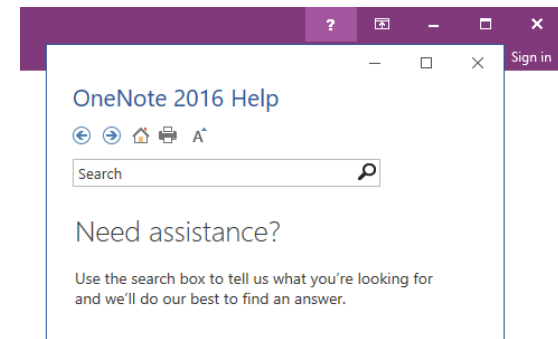 ?
Sign in
OneNote 2016 Help
A
Search
Need assistance?
Use the search box to tell us what you're looking for
and we'll do our best to find an answer.